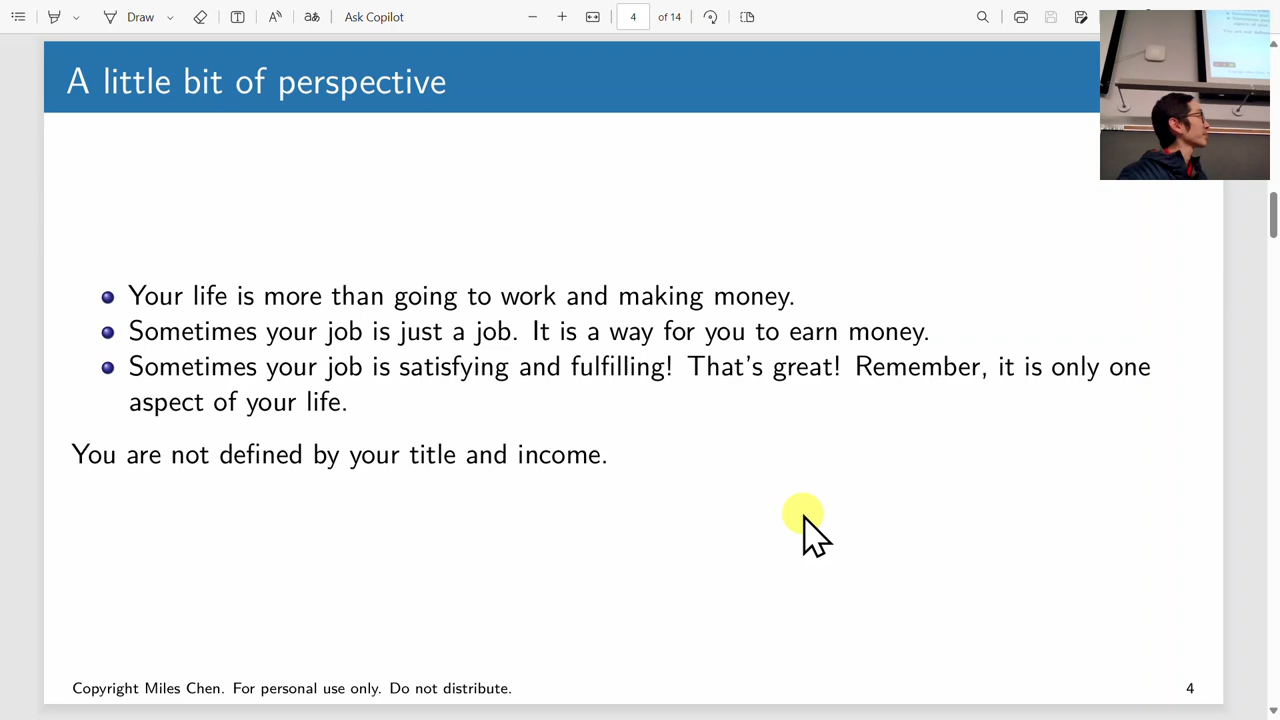 Draw
Ask Copilot
4 of 14
A little bit of perspective
Your life is more than going to work and making money.
Sometimes your job is just a job. It is a way for you to earn money.
Sometimes your job is satisfying and fulfilling! That's great! Remember, it is only one
aspect of your life.
You are not defined by your title and income.
Copyright Miles Chen. For personal use only. Do not distribute.
4